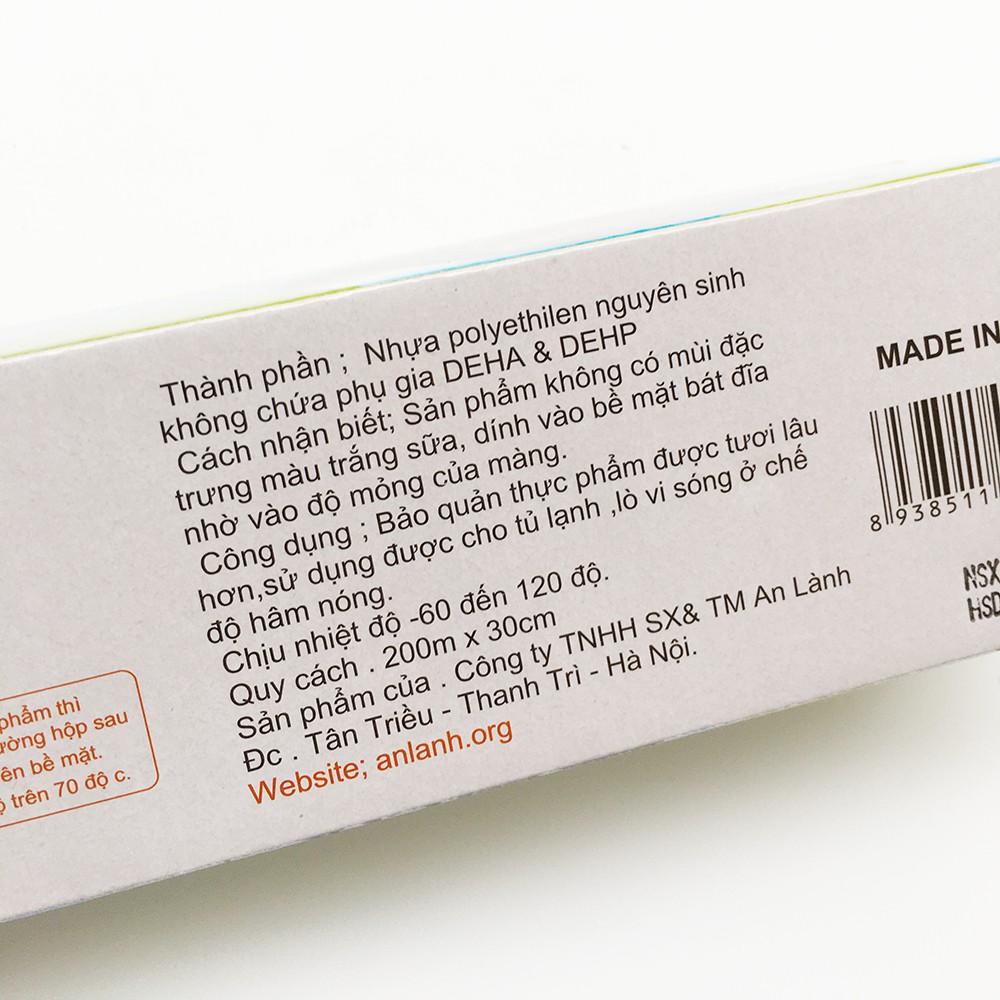 Thành phần ; Nhựa polyethilen nguyên sinh
không chứa phụ gia DEHA & DEHP
Cách nhận biết; Sản phẩm không có mùi đặc
trưng màu trắng sữa, dính vào bề mặt bát đĩa
nhờ vào độ mỏng của màng.
Công dụng ; Bảo quản thực phẩm được tươi lâu
hơn,sử dụng được cho tủ lạnh ,lò vi sóng ở chế
độ hâm nóng.
Chịu nhiệt độ -60 đến 120 độ.
Quy cách . 200m x 30cm
Sản phẩm của . Công ty TNHH SX& TM An Lành
Đc . Tân Triều - Thanh Trì - Hà Nội.
Website; anlanh.org
phẩm thì
ường hộp sau
ên bề mặt.
trên 70 độ c.
MADE IN
8 938511
NSX
HSD